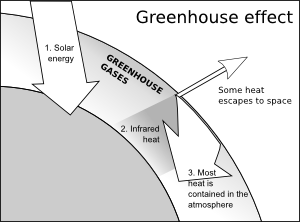 Greenhouse effect
1. Solar
energy
GREENHOUSE
GASES
Some heat
escapes to space
2. Infrared
heat
3. Most
heat is
contained in the
atmosphere